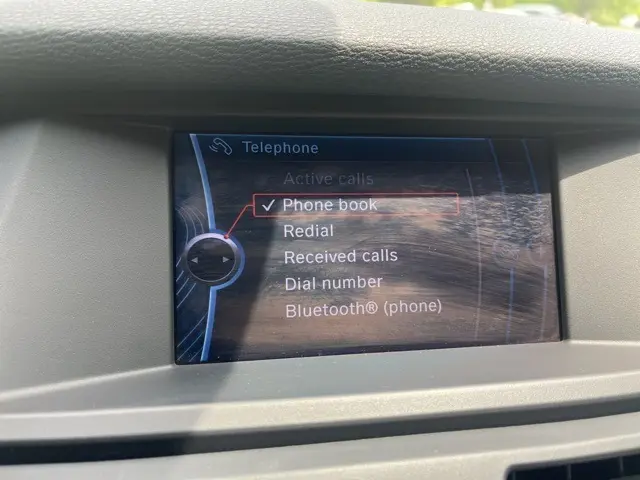 Telephone
Active calls
Phone book
Redial
Received calls
Dial number
Bluetooth® (phone)